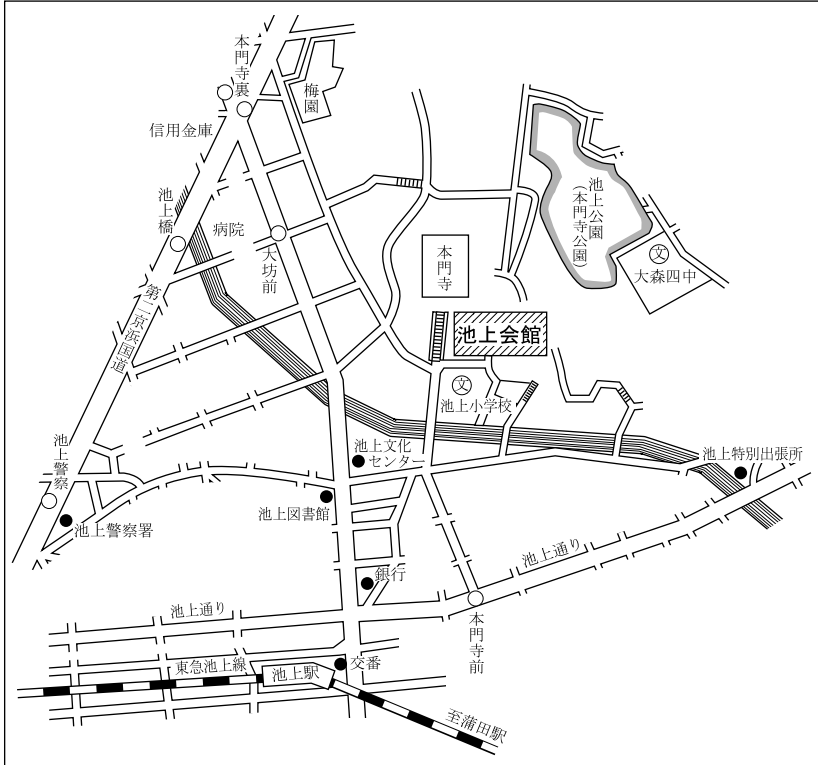 本門寺裏
梅園
信用金庫
池上橋
病院
大坊前
本門寺
池上公園
（本門寺公園）
文
大森四中
第二京浜国道
池上会館
文
池上小学校
池上文化
センター
池上特別出張所
池上警察
池上警察署
池上図書館
池上通り
銀行
池上通り
本門寺前
東急池上線
池上駅
交番
至蒲田駅